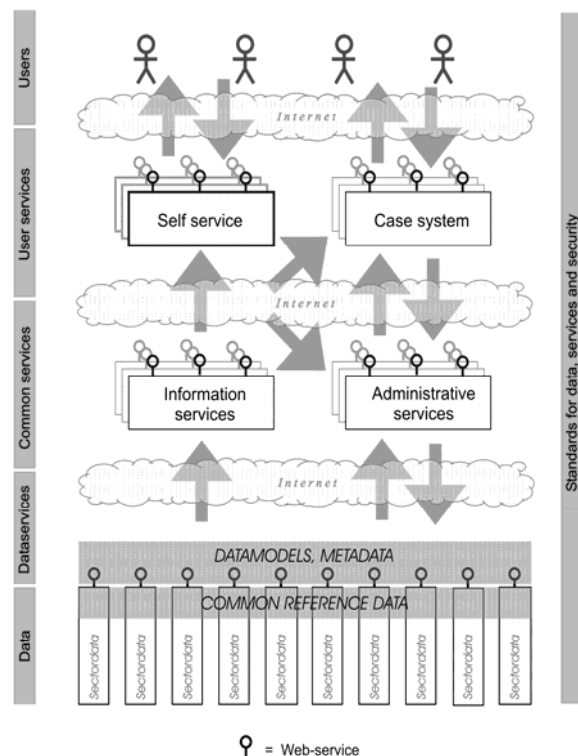 Users
Internet
User services
Self service
Case system
Internet
Common services
Information
services
Administrative
services
Internet
Dataservices
DATAMODELS, METADATA
COMMON REFERENCE DATA
Data
Sectordata
Sectordata
Sectordata
Sectordata
Sectordata
Sectordata
Sectordata
Sectordata
Sectordata
Sectordata
Standards for data, services and security
= Web-service